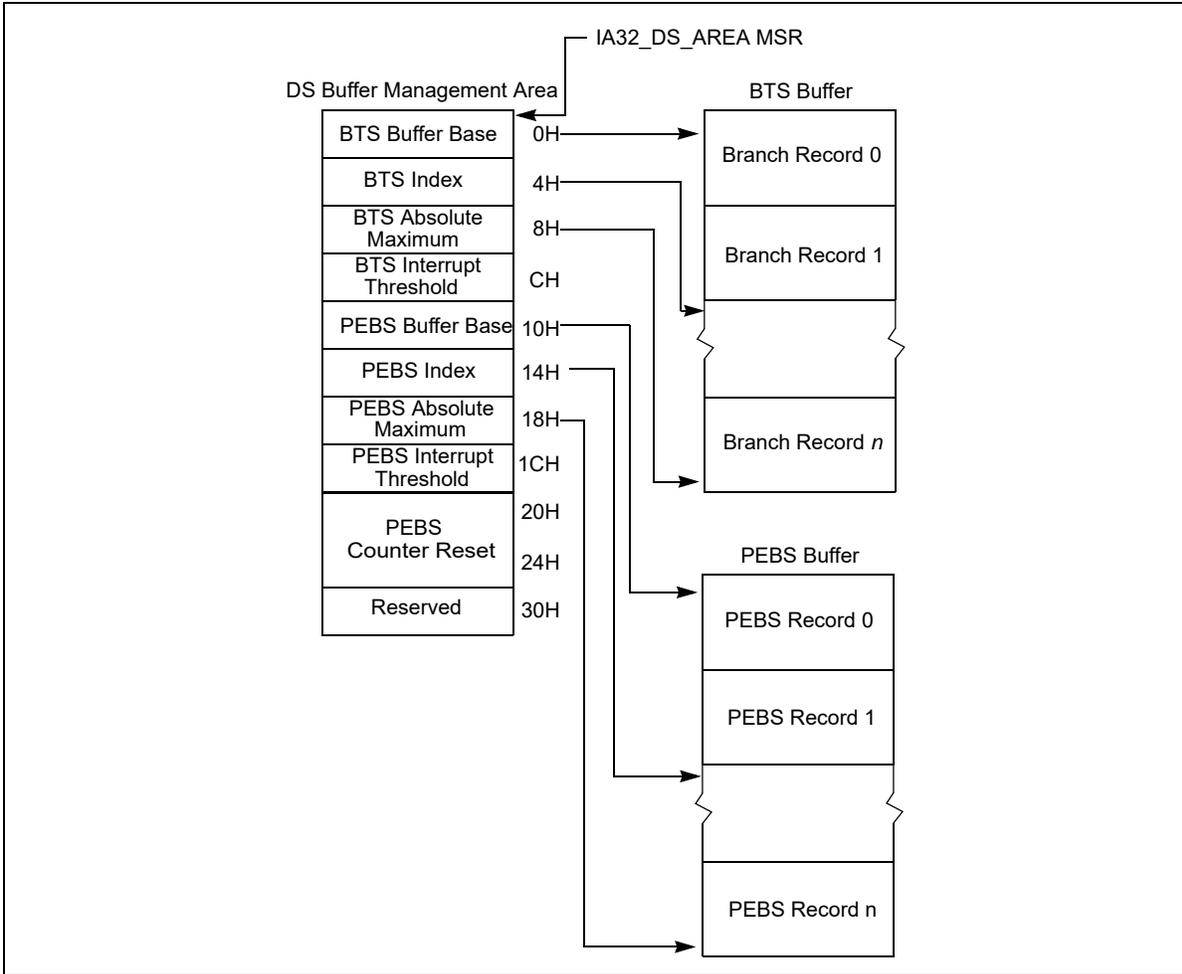 IA32_DS_AREA MSR
DS Buffer Management Area
BTS Buffer Base
0H
BTS Index
4H
BTS Absolute
Maximum
8H
BTS Interrupt
Threshold
CH
PEBS Buffer Base
10H
PEBS Index
14H
PEBS Absolute
Maximum
18H
PEBS Interrupt
Threshold
1CH
PEBS
Counter Reset
20H
24H
Reserved
30H
BTS Buffer
Branch Record 0
Branch Record 1
Branch Record n
PEBS Buffer
PEBS Record 0
PEBS Record 1
PEBS Record n